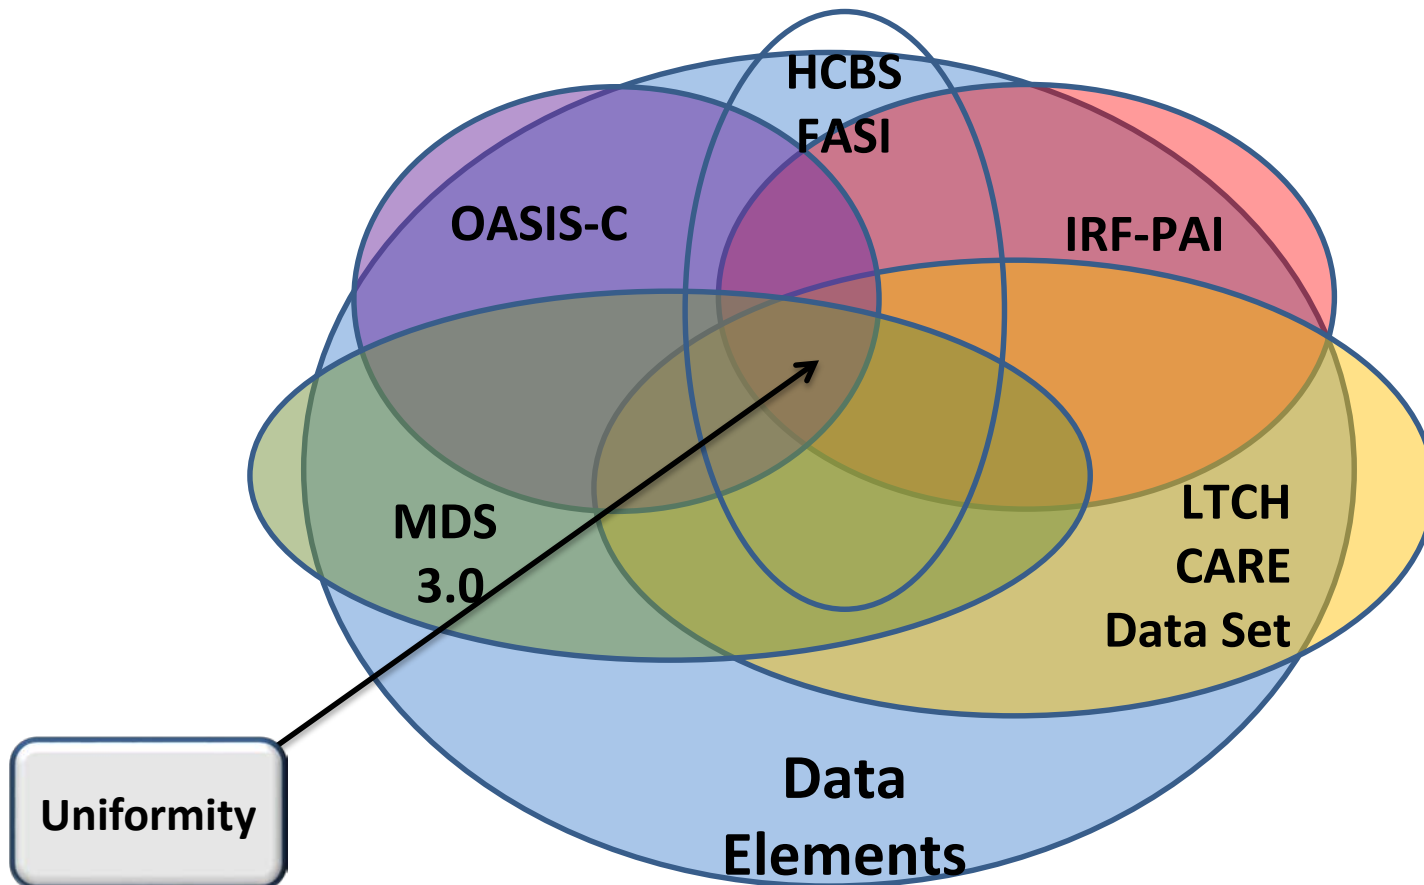 HCBS
FASI
OASIS-C
IRF-PAI
MDS
3.0
LTCH
CARE
Data Set
Data
Elements
Uniformity